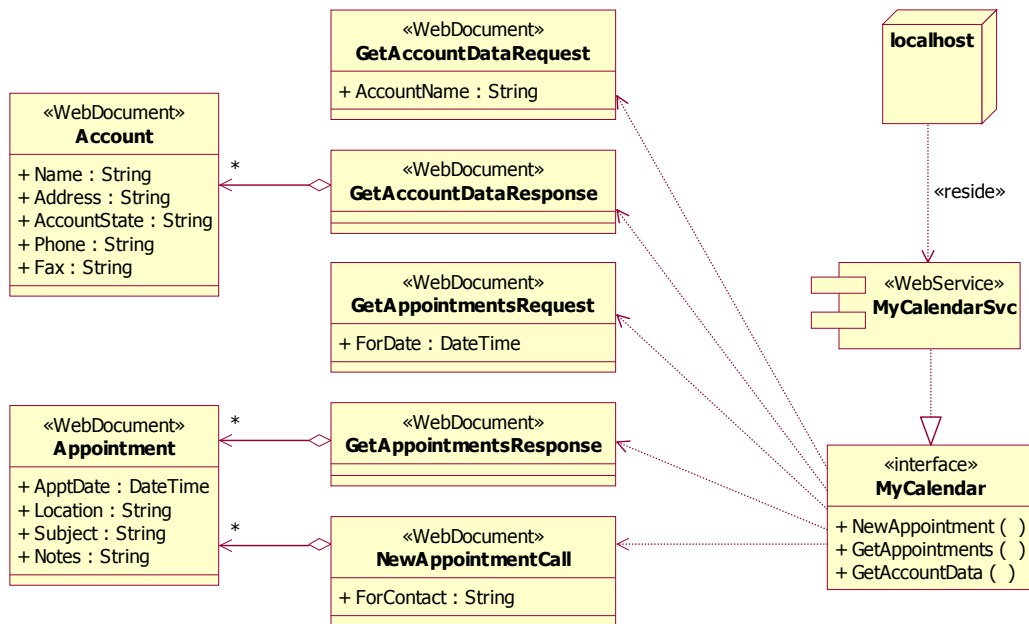 «WebDocument»
GetAccountDataRequest
+ AccountName : String
localhost
«WebDocument»
Account
+ Name : String
+ Address : String
+ AccountState : String
+ Phone : String
+ Fax : String
*
«WebDocument»
GetAccountDataResponse
«reside»
«WebDocument»
GetAppointmentsRequest
+ ForDate : DateTime
«WebService»
MyCalendarSvc
«WebDocument»
Appointment
+ ApptDate : DateTime
+ Location : String
+ Subject : String
+ Notes : String
*
*
«WebDocument»
GetAppointmentsResponse
«WebDocument»
NewAppointmentCall
+ ForContact : String
«interface»
MyCalendar
+ NewAppointment ( )
+ GetAppointments ( )
+ GetAccountData ( )